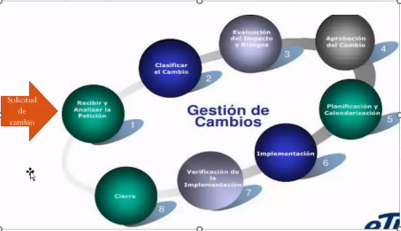 Solicitud
de
cambio
Recibir y
Analizar la
Petición
1
Clasificar
el Cambio
2
Evaluación
del Impacto
y Riesgos
3
Aprobación
del Cambio
4
Planificación y
Calendarización
5
Implementación
6
Verificación de
la
Implementación
7
Cierre
8
Gestión de
Cambios